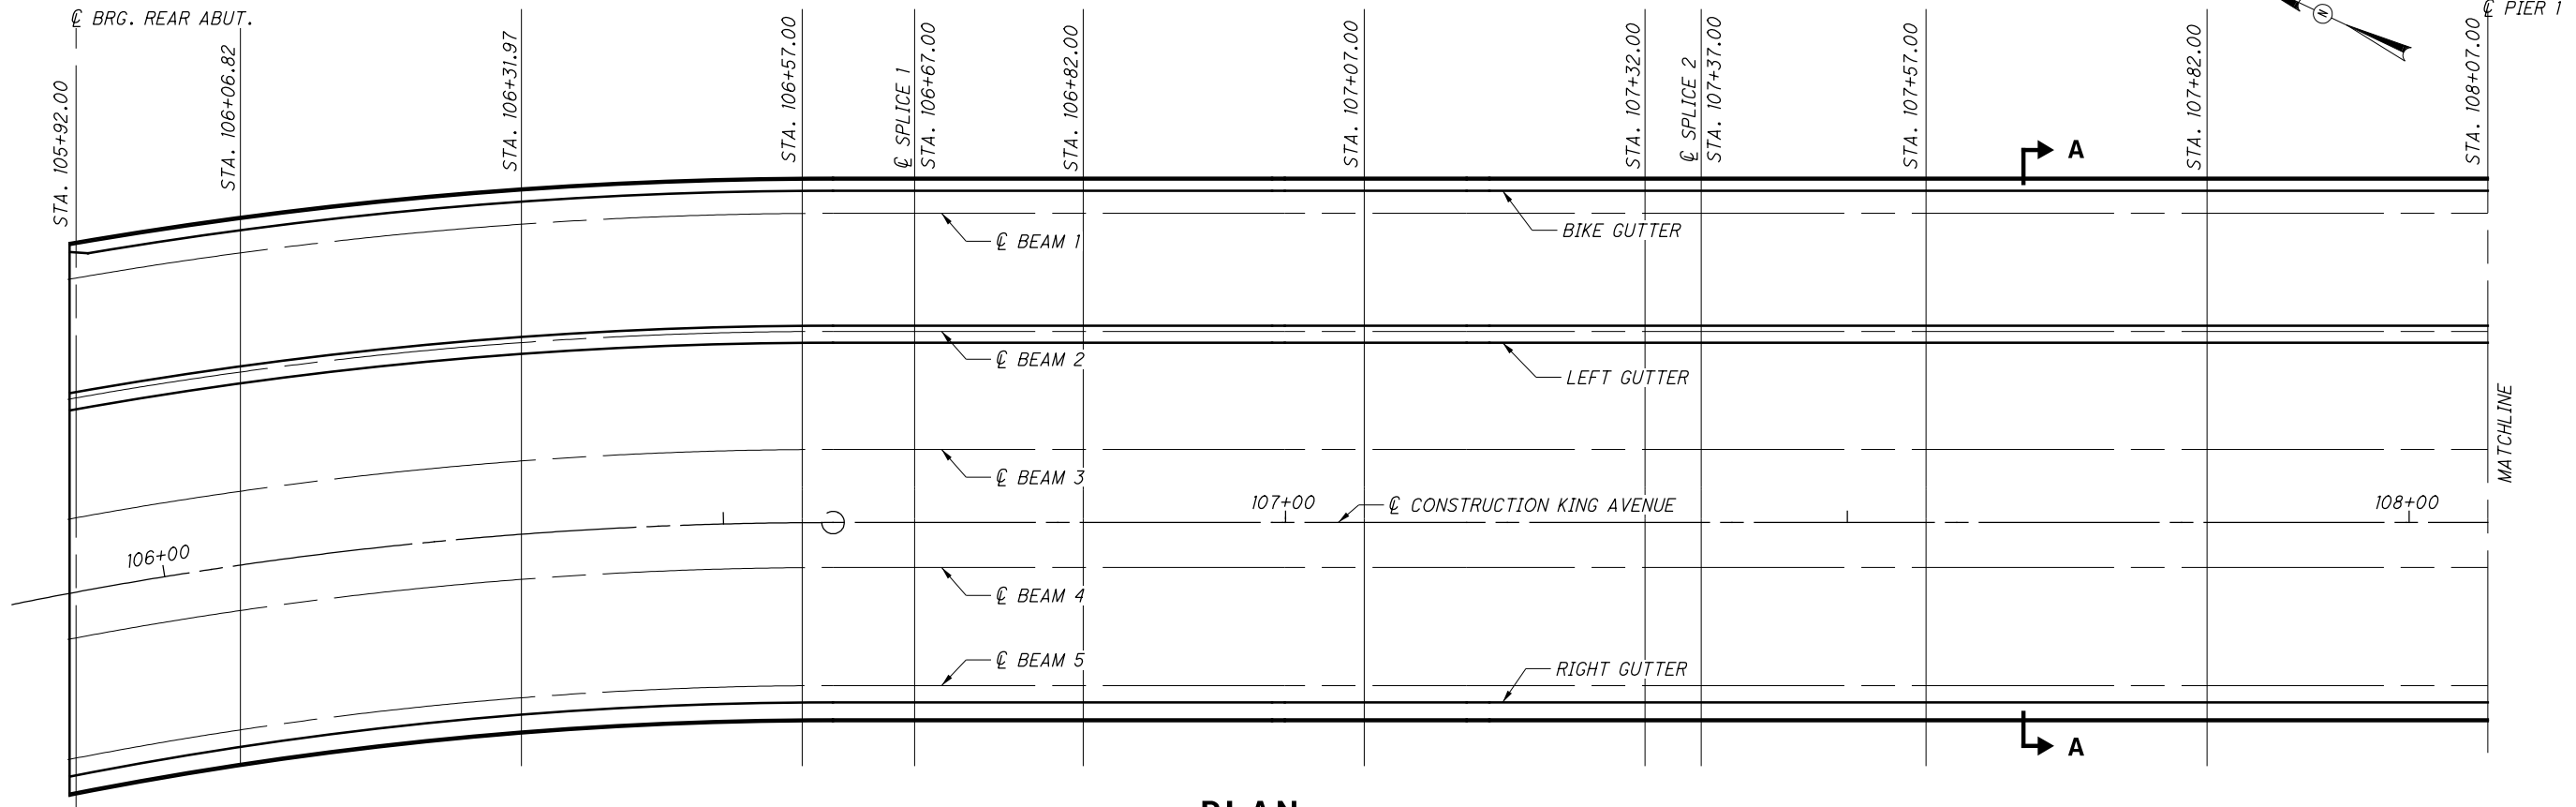 ℄ BRG. REAR ABUT.
STA. 105+92.00
STA. 106+06.82
STA. 106+31.97
STA. 106+57.00
℄ SPLICE 1
STA. 106+67.00
STA. 106+82.00
STA. 107+07.00
STA. 107+32.00
℄ SPLICE 2
STA. 107+37.00
STA. 107+57.00
STA. 107+82.00
STA. 108+07.00
℄ PIER 1
N
A
℄ BEAM 1
BIKE GUTTER
℄ BEAM 2
LEFT GUTTER
MATCHLINE
℄ BEAM 3
106+00
107+00
℄ CONSTRUCTION KING AVENUE
108+00
℄ BEAM 4
℄ BEAM 5
RIGHT GUTTER
A
PLAN